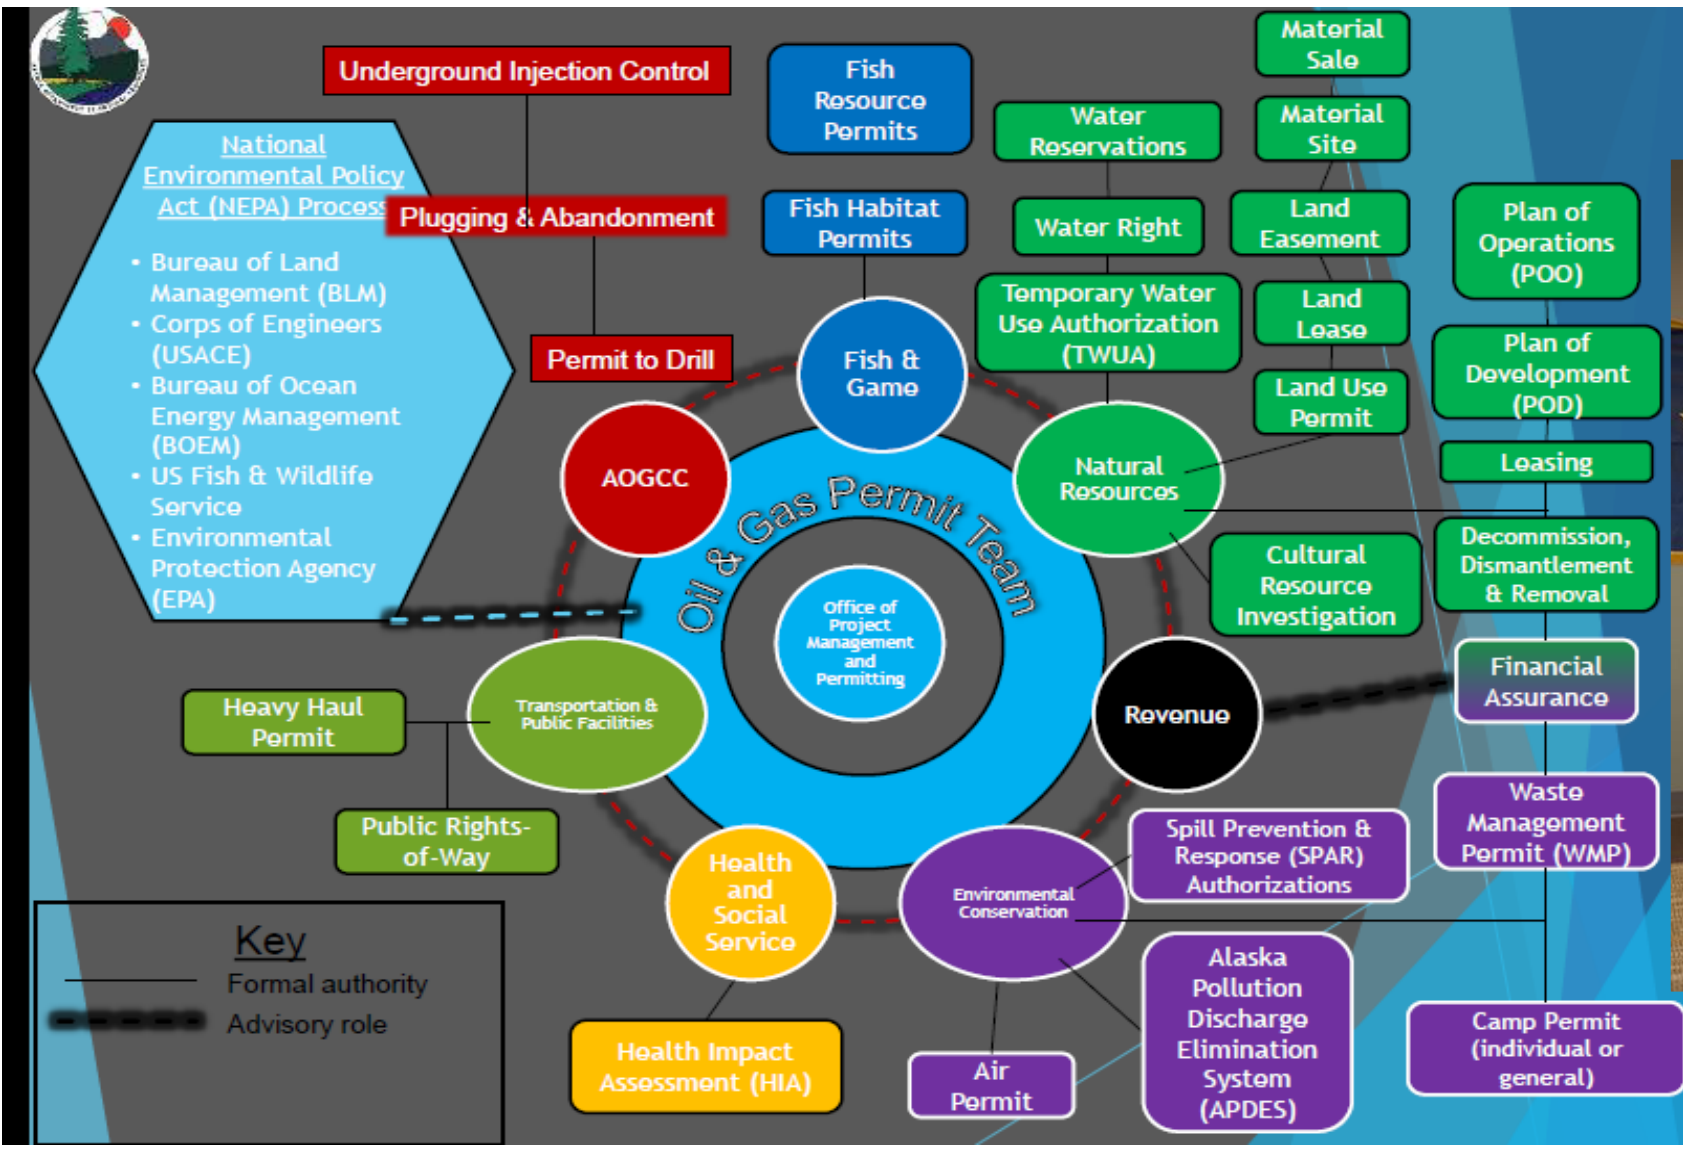 Underground Injection Control
Plugging & Abandonment
Permit to Drill
National
Environmental Policy
Act (NEPA) Process
• Bureau of Land
Management (BLM)
• Corps of Engineers
(USACE)
• Bureau of Ocean
Energy Management
(BOEM)
• US Fish & Wildlife
Service
• Environmental
Protection Agency
(EPA)
Fish
Resource
Permits
Fish Habitat
Permits
Fish &
Game
Water
Reservations
Water Right
Temporary Water
Use Authorization
(TWUA)
Material
Sale
Material
Site
Land
Easement
Land
Lease
Land Use
Permit
Plan of
Operations
(POO)
Plan of
Development
(POD)
Leasing
Decommission,
Dismantlement
& Removal
Financial
Assurance
AOGCC
Natural
Resources
Cultural
Resource
Investigation
Oil & Gas Permit Team
Office of
Project
Management
and
Permitting
Transportation &
Public Facilities
Heavy Haul
Permit
Public Rights-
of-Way
Revenue
Health
and
Social
Service
Health Impact
Assessment (HIA)
Environmental
Conservation
Spill Prevention &
Response (SPAR)
Authorizations
Waste
Management
Permit (WMP)
Air
Permit
Alaska
Pollution
Discharge
Elimination
System
(APDES)
Camp Permit
(individual or
general)
Key
Formal authority
Advisory role